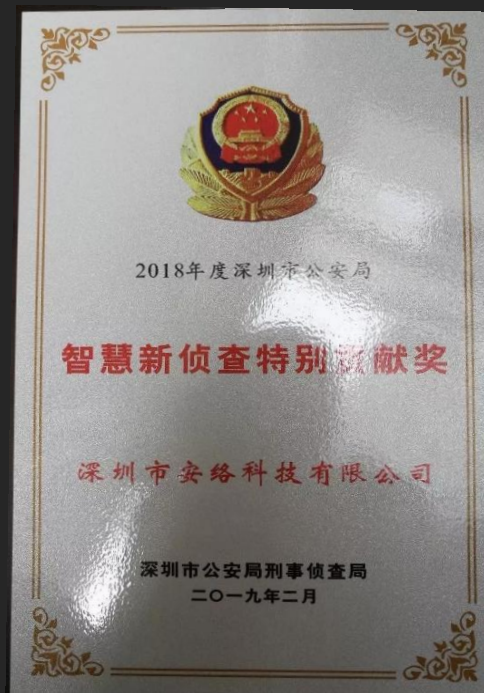 2018年度深圳市公安局
智慧新侦查特别贡献奖
深圳市安络科技有限公司
深圳市公安局刑事侦查局
二〇一九年二月